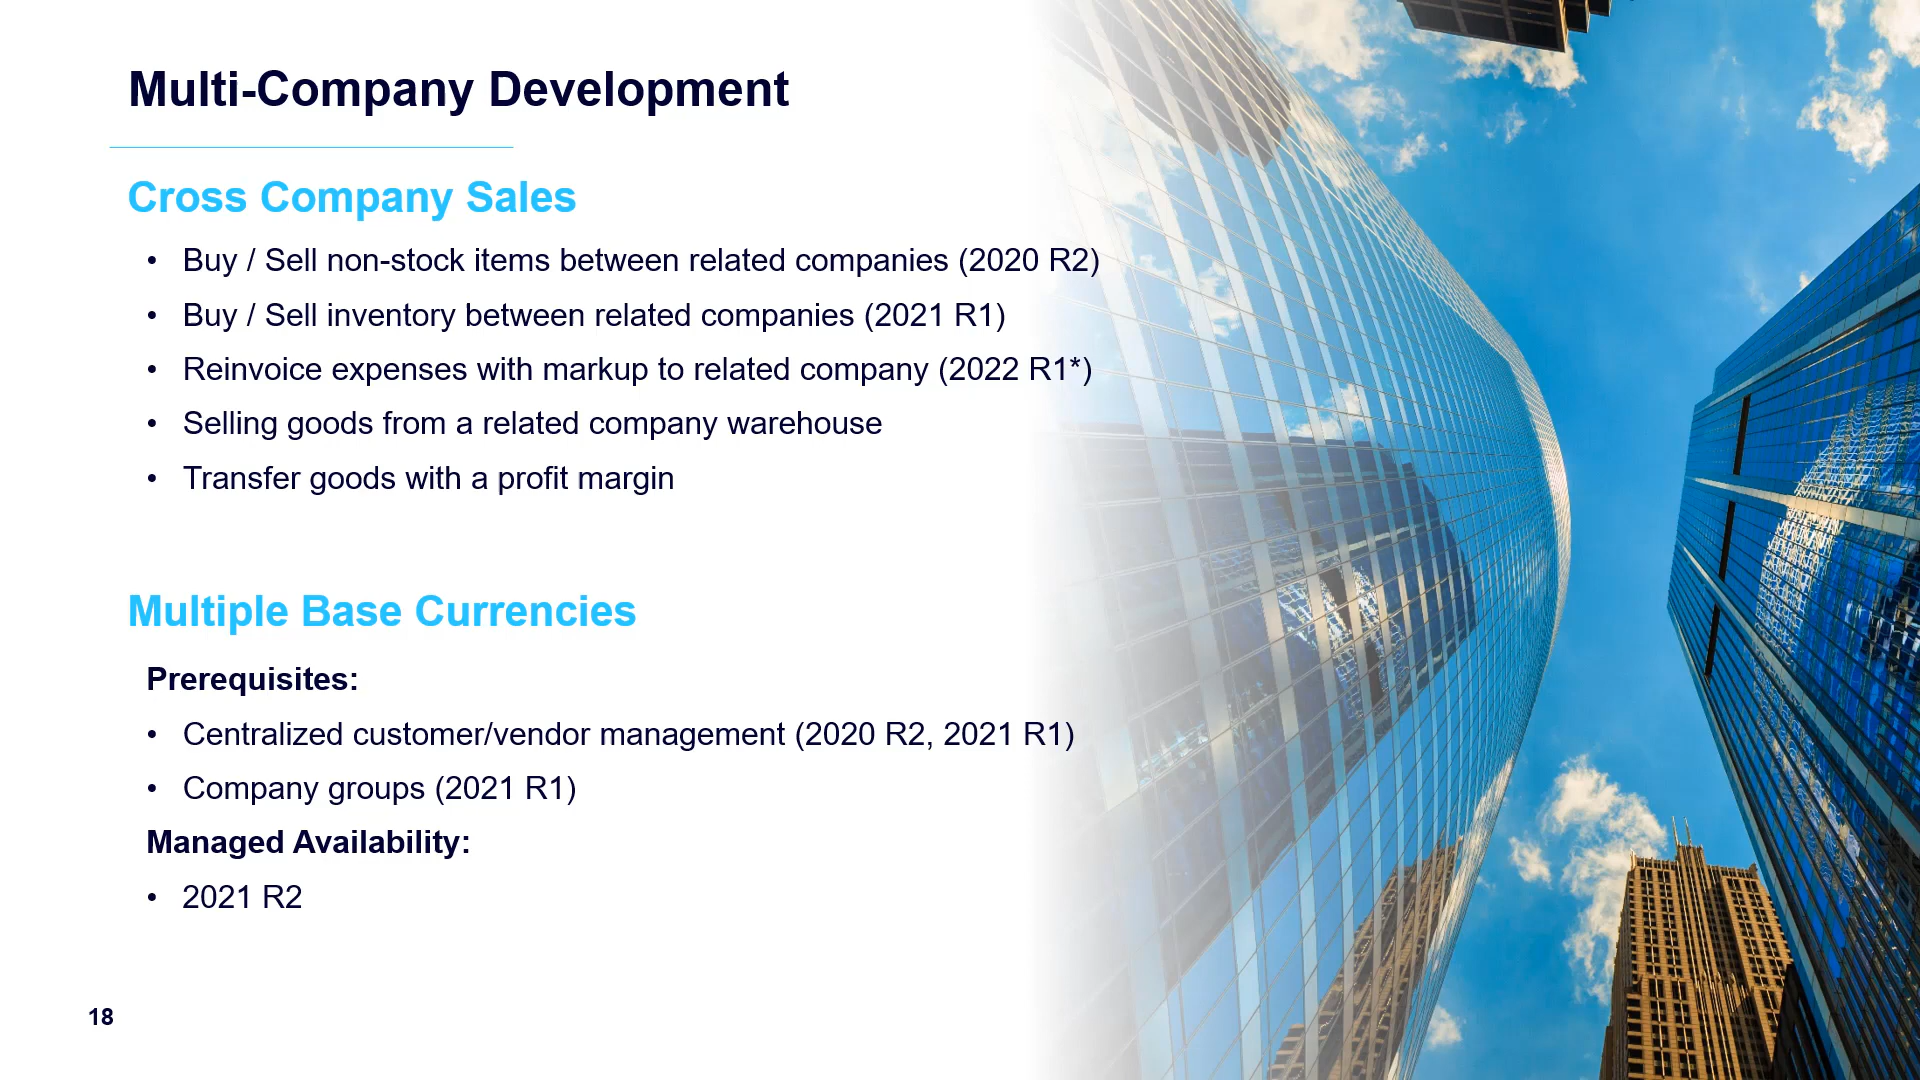 Multi-Company Development
Cross Company Sales
• Buy / Sell non-stock items between related companies (2020 R2)
• Buy / Sell inventory between related companies (2021 R1)
• Reinvoice expenses with markup to related company (2022 R1*)
• Selling goods from a related company warehouse
• Transfer goods with a profit margin
Multiple Base Currencies
Prerequisites:
• Centralized customer/vendor management (2020 R2, 2021 R1)
• Company groups (2021 R1)
Managed Availability:
• 2021 R2
18